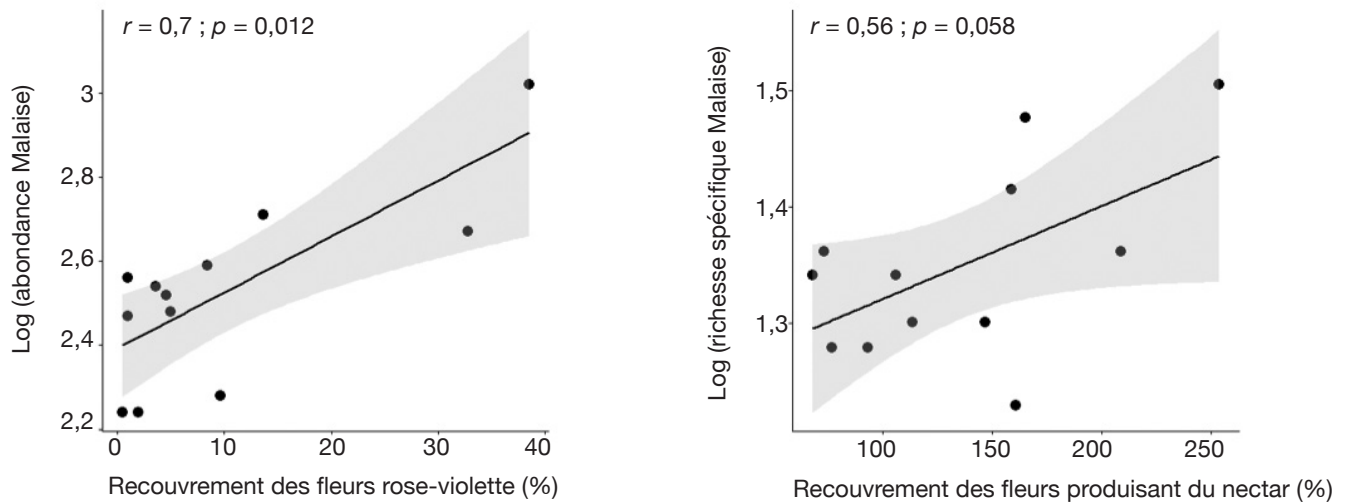 r = 0,7 ; p = 0,012
Log (abondance Malaise)
3
2,8
2,6
2,4
2,2
0
10
20
30
40
Recouvrement des fleurs rose-violette (%)
r = 0,56 ; p = 0,058
Log (richesse spécifique Malaise)
1,5
1,4
1,3
100
150
200
250
Recouvrement des fleurs produisant du nectar (%)